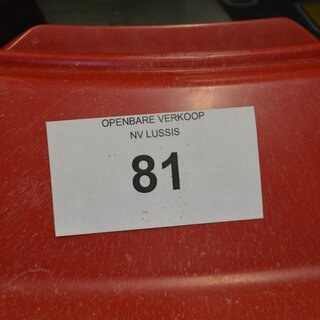 OPENBARE VERKOOP
NV LUSSIS
81